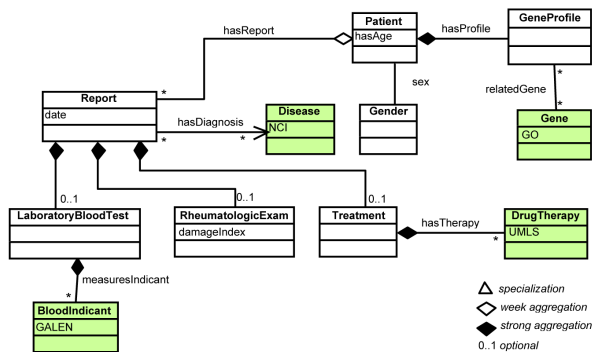 Patient
hasAge
GeneProfile
hasReport
hasProfile
*
relatedGene
*
Gene
GO
sex
Gender
Report
date
*
*
hasDiagnosis
*
Disease
NCI
0..1
0..1
0..1
LaboratoryBloodTest
RheumatologicExam
damageIndex
Treatment
hasTherapy
*
DrugTherapy
UMLS
measuresIndicant
*
BloodIndicant
GALEN
specialization
week aggregation
strong aggregation
0..1 optional